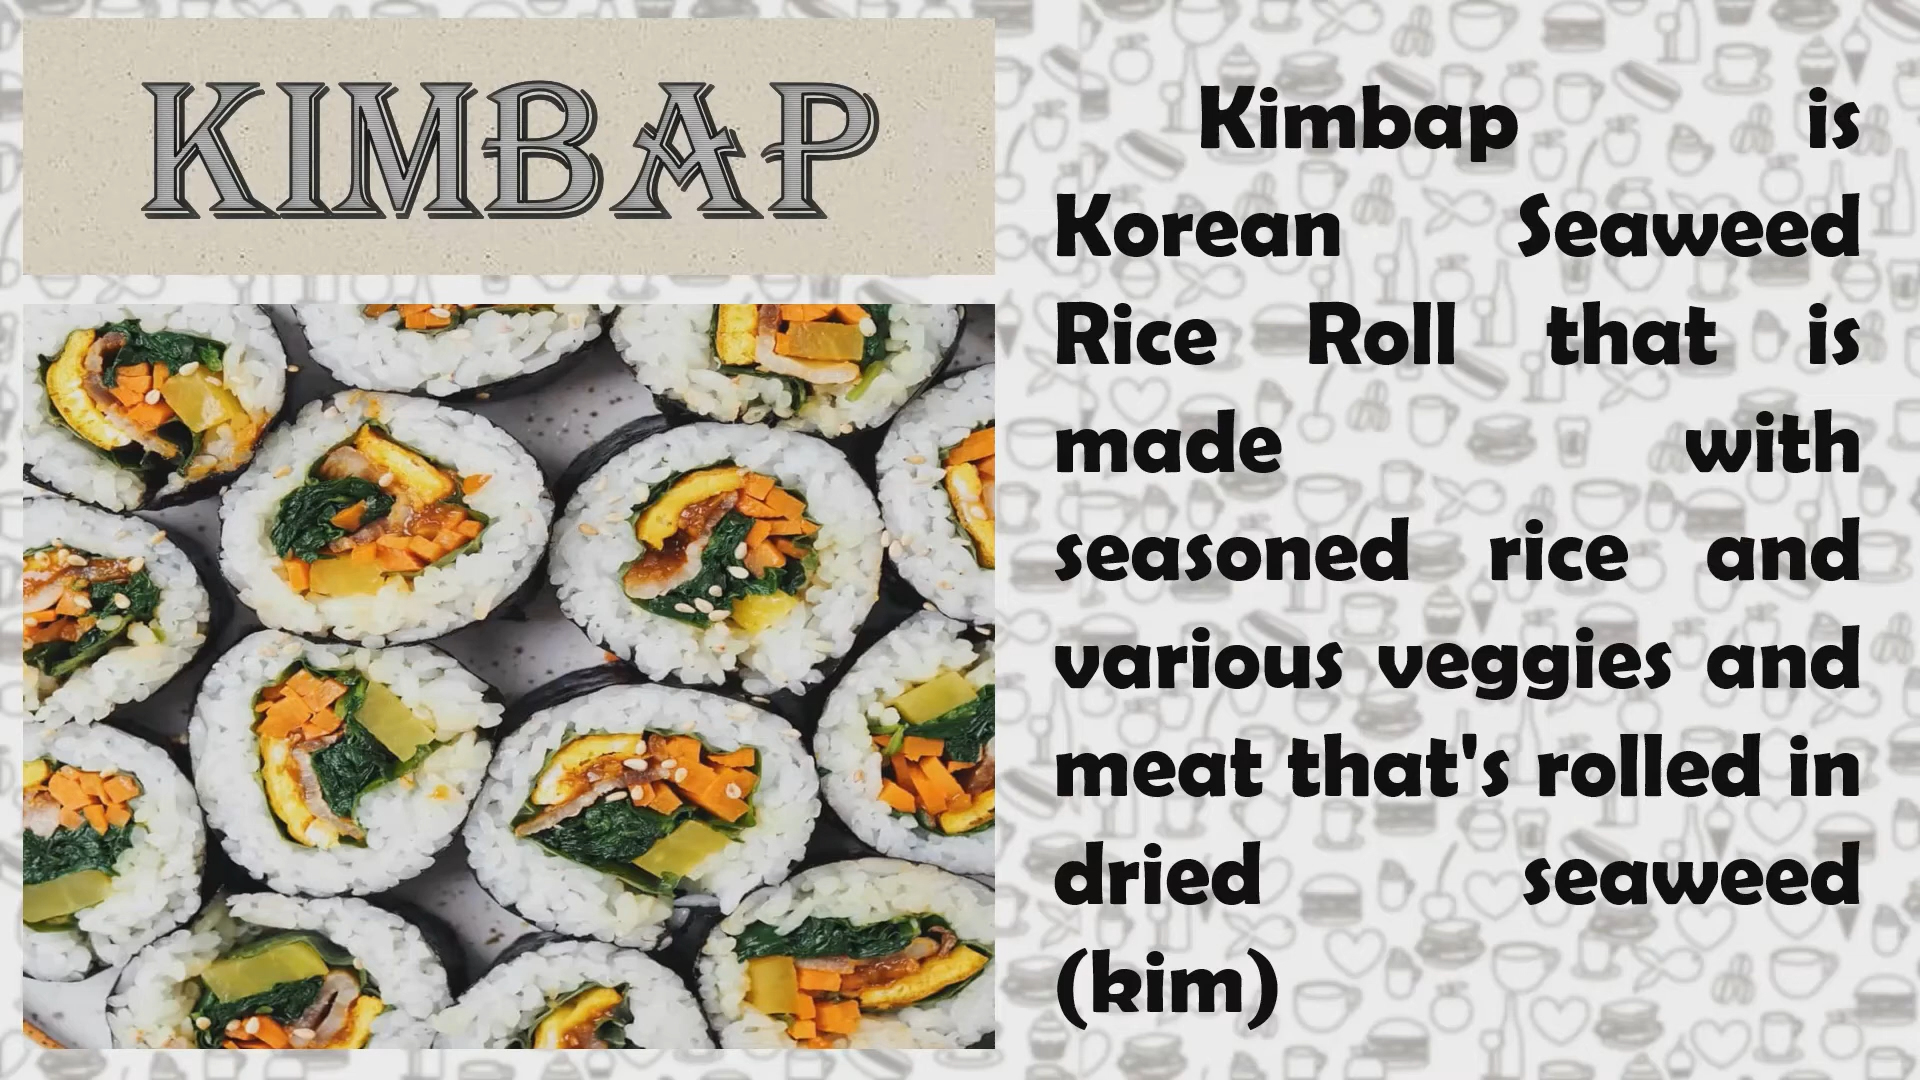 KIMBAP
Kimbap is
Korean Seaweed
Rice Roll that is
made with
seasoned rice and
various veggies and
meat that's rolled in
dried seaweed
(kim)